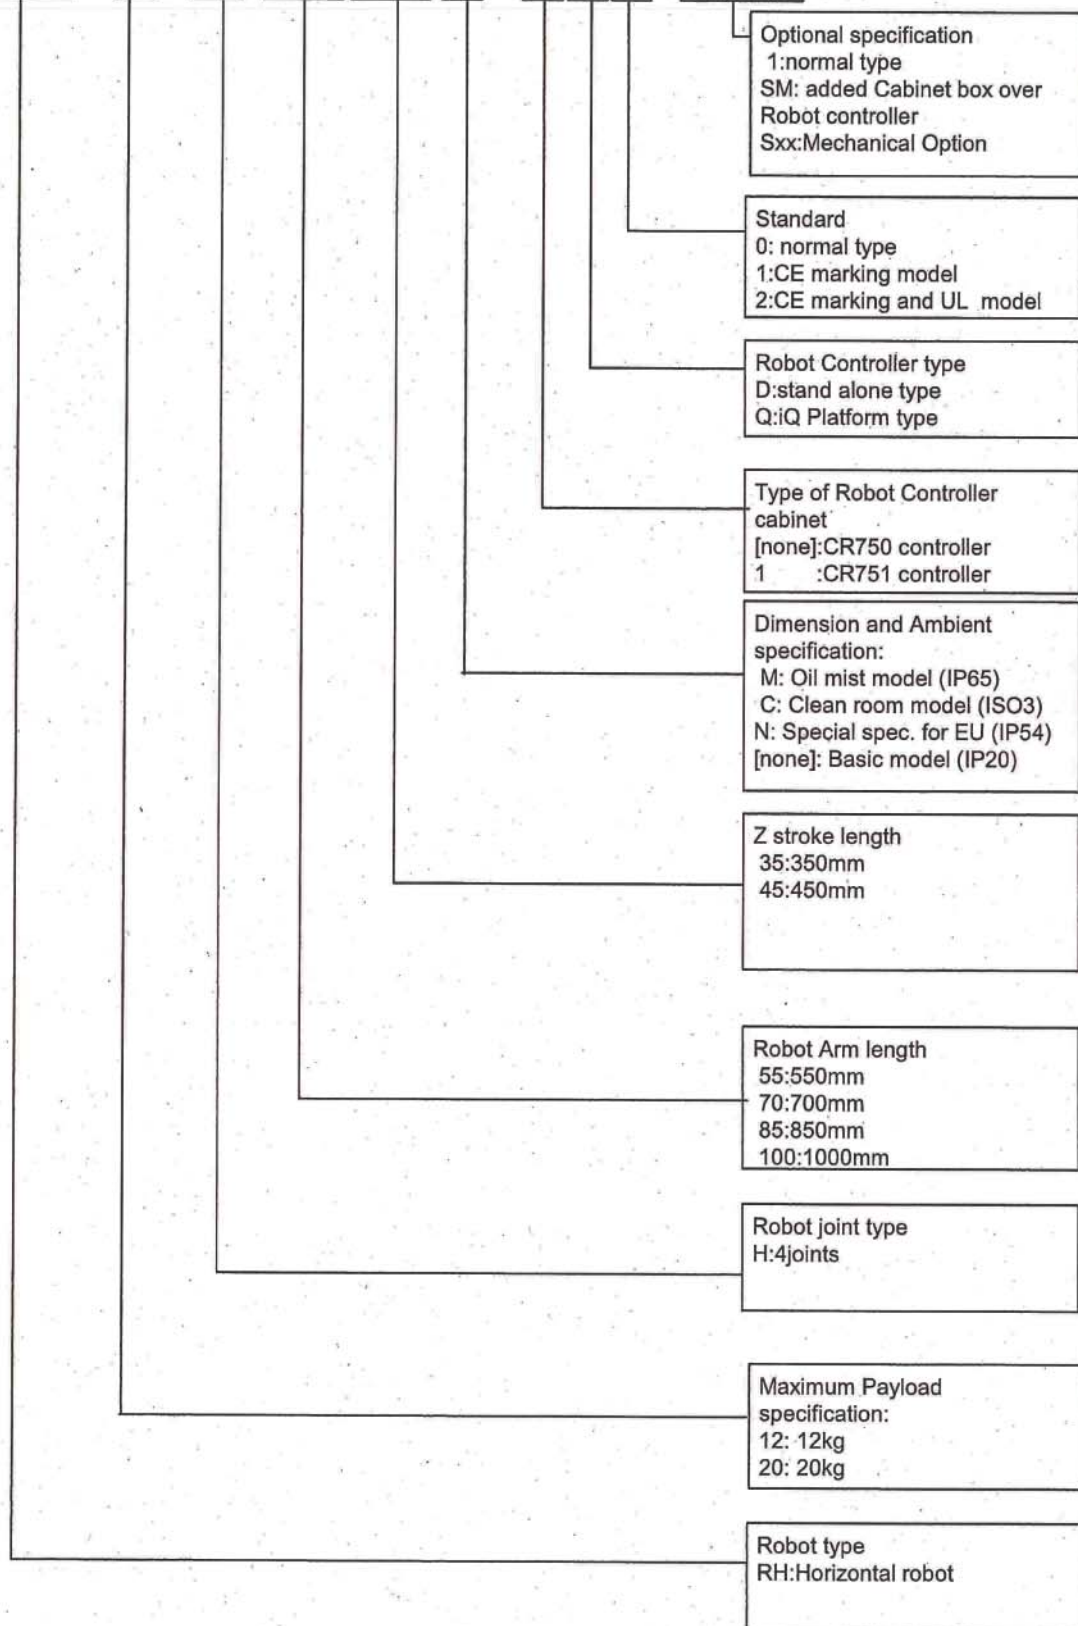 Optional specification
1:normal type
SM: added Cabinet box over
Robot controller
Sxx:Mechanical Option
Standard
0: normal type
1:CE marking model
2:CE marking and UL model
Robot Controller type
D:stand alone type
Q:iQ Platform type
Type of Robot Controller
cabinet
[none]:CR750 controller
1 :CR751 controller
Dimension and Ambient
specification:
M: Oil mist model (IP65)
C: Clean room model (ISO3)
N: Special spec. for EU (IP54)
[none]: Basic model (IP20)
Z stroke length
35:350mm
45:450mm
Robot Arm length
55:550mm
70:700mm
85:850mm
100:1000mm
Robot joint type
H:4joints
Maximum Payload
specification:
12: 12kg
20: 20kg
Robot type
RH:Horizontal robot